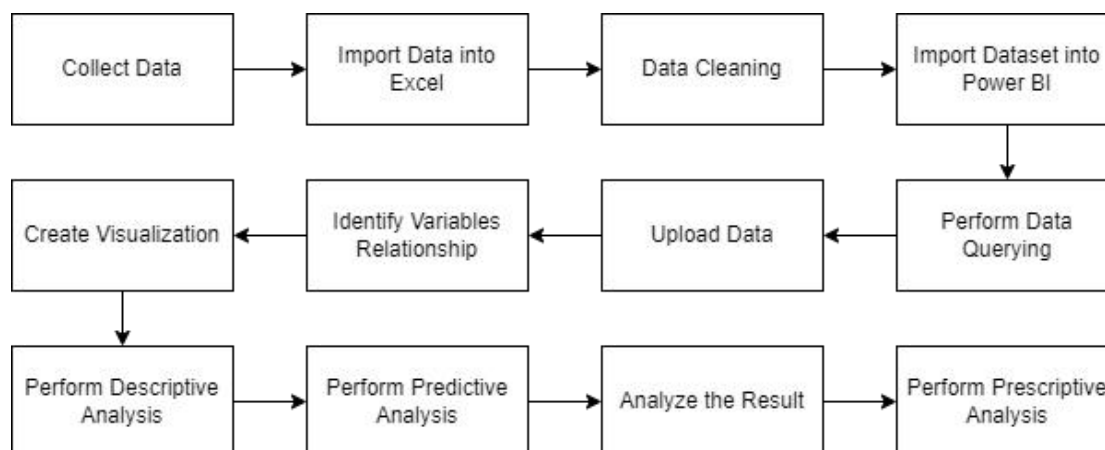 Collect Data
Import Data into
Excel
Data Cleaning
Import Dataset into
Power BI
Perform Data
Querying
Upload Data
Identify Variables
Relationship
Create Visualization
Perform Descriptive
Analysis
Perform Predictive
Analysis
Analyze the Result
Perform Prescriptive
Analysis